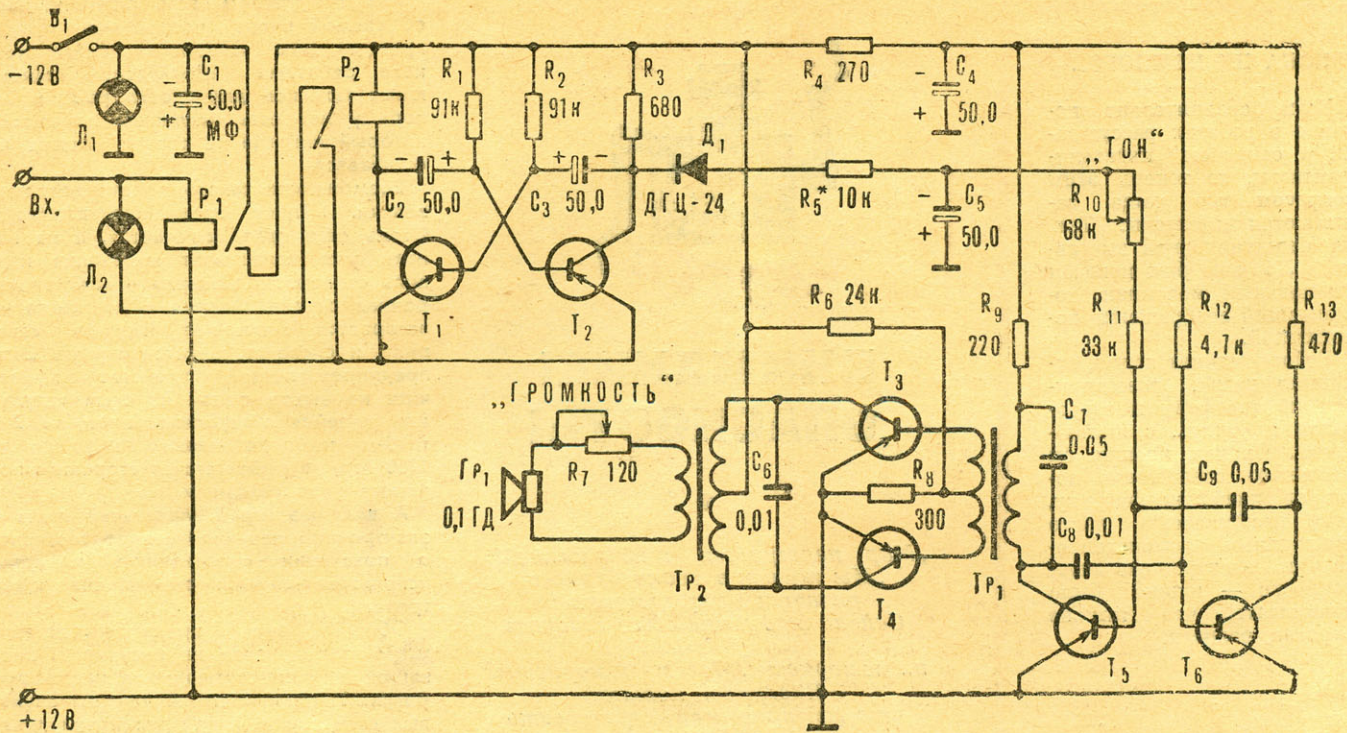 В₁
-12В
Л₁
- C₁
50,0
+ МФ
Р₂
R₁
91к
R₂
91к
R₃
680
R₄ 270
- C₄
+ 50,0
Вх.
Л₂
Р₁
- +
C₂ 50,0
+ -
C₃ 50,0
Д₁
ДГЦ-24
R₅* 10к
- C₅
+ 50,0
„ТОН“
R₁₀
68к
T₁
T₂
R₆ 24к
R₉
220
R₁₁
33к
R₁₂
4,7к
R₁₃
470
„ГРОМКОСТЬ“
Гр₁
0,1 ГД
R₇ 120
Тр₂
C₆
0,01
T₃
R₈
300
T₄
Тр₁
C₇
0,05
C₈ 0,01
C₉ 0,05
T₅
T₆
+12В